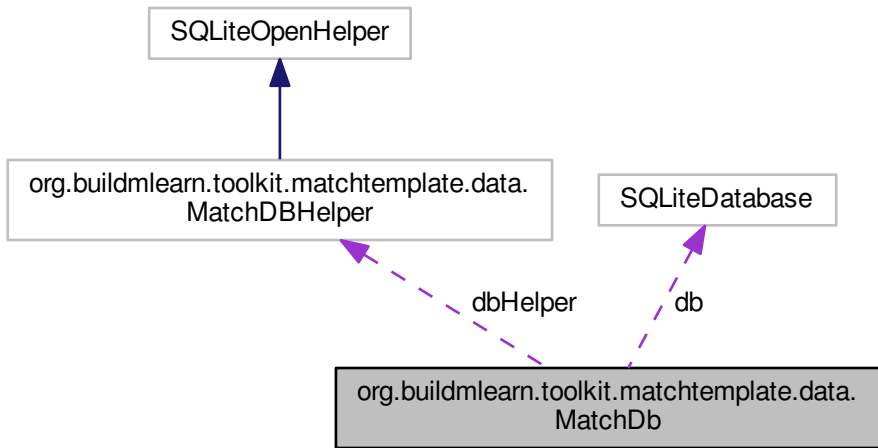 SQLiteOpenHelper
org.buildmlearn.toolkit.matchtemplate.data.
MatchDBHelper
SQLiteDatabase
dbHelper
db
org.buildmlearn.toolkit.matchtemplate.data.
MatchDb